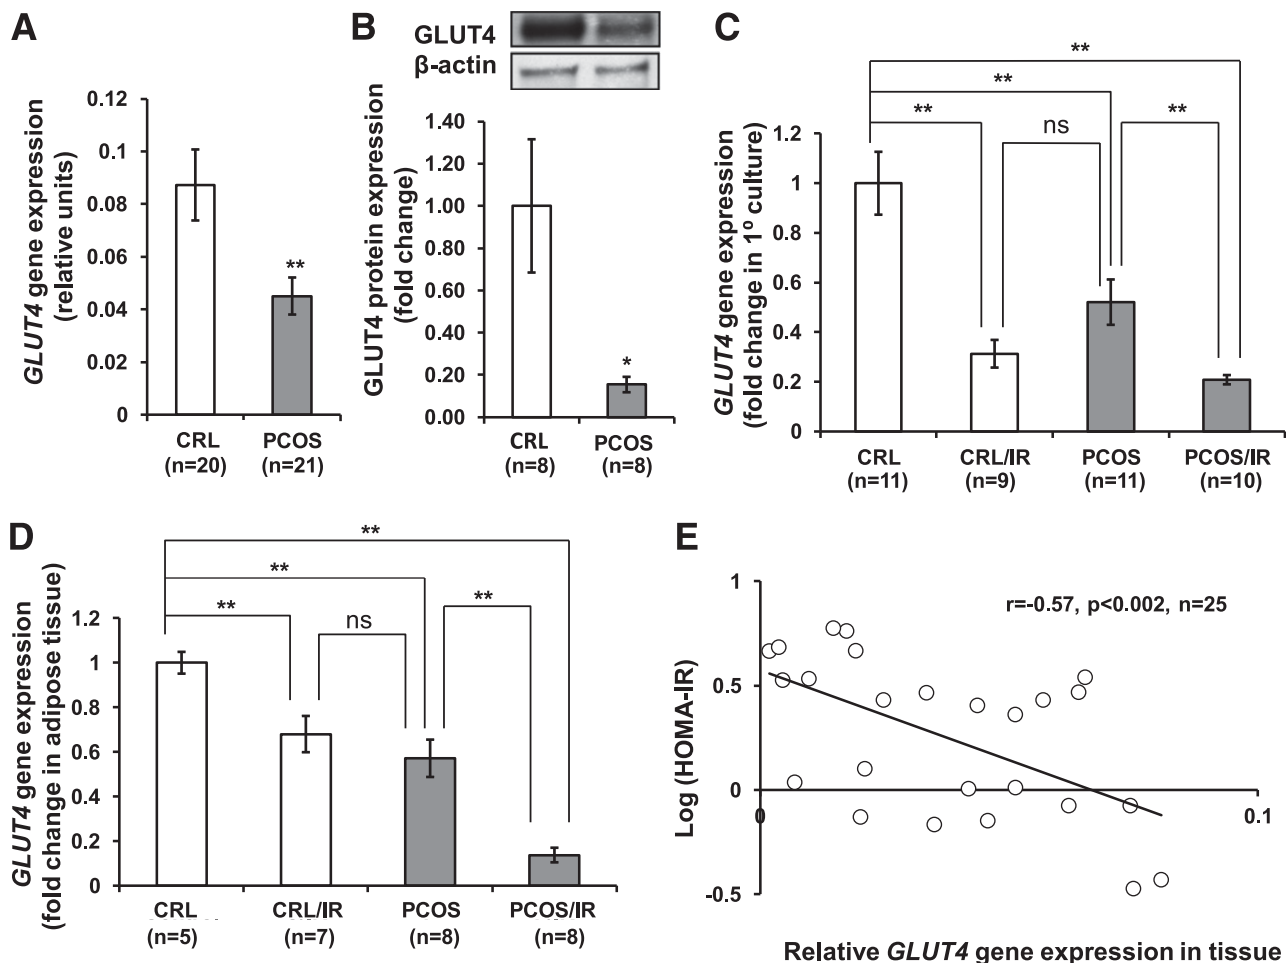 A
GLUT4 gene expression
(relative units)
0.12
0.1
0.08
0.06
0.04
0.02
0
**
CRL
(n=20)
PCOS
(n=21)
B
GLUT4
β-actin
GLUT4 protein expression
(fold change)
1.40
1.20
1.00
0.80
0.60
0.40
0.20
0.00
*
CRL
(n=8)
PCOS
(n=8)
C
GLUT4 gene expression
(fold change in 1º culture)
1.2
1
0.8
0.6
0.4
0.2
0
**
**
**
ns
**
CRL
(n=11)
CRL/IR
(n=9)
PCOS
(n=11)
PCOS/IR
(n=10)
D
GLUT4 gene expression
(fold change in adipose tissue)
1.2
1
0.8
0.6
0.4
0.2
0
**
**
**
ns
**
CRL
(n=5)
CRL/IR
(n=7)
PCOS
(n=8)
PCOS/IR
(n=8)
E
Log (HOMA-IR)
1
0.5
0
-0.5
0
0.1
r=-0.57, p<0.002, n=25
Relative GLUT4 gene expression in tissue